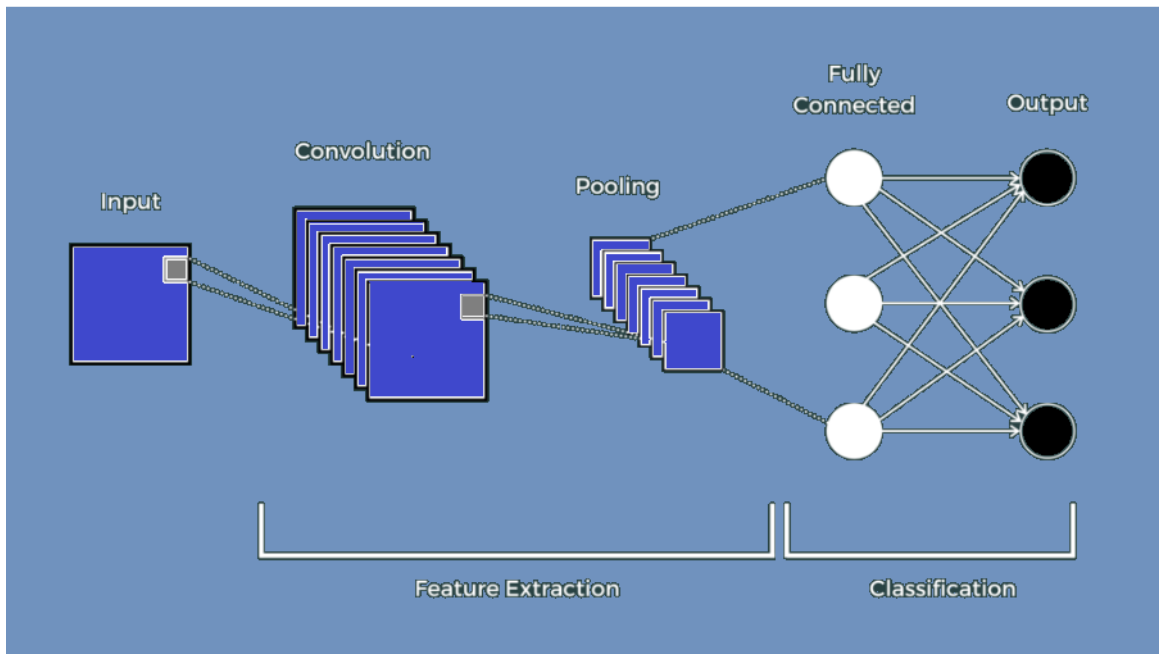 Input
Convolution
Pooling
Fully
Connected
Output
Feature Extraction
Classification